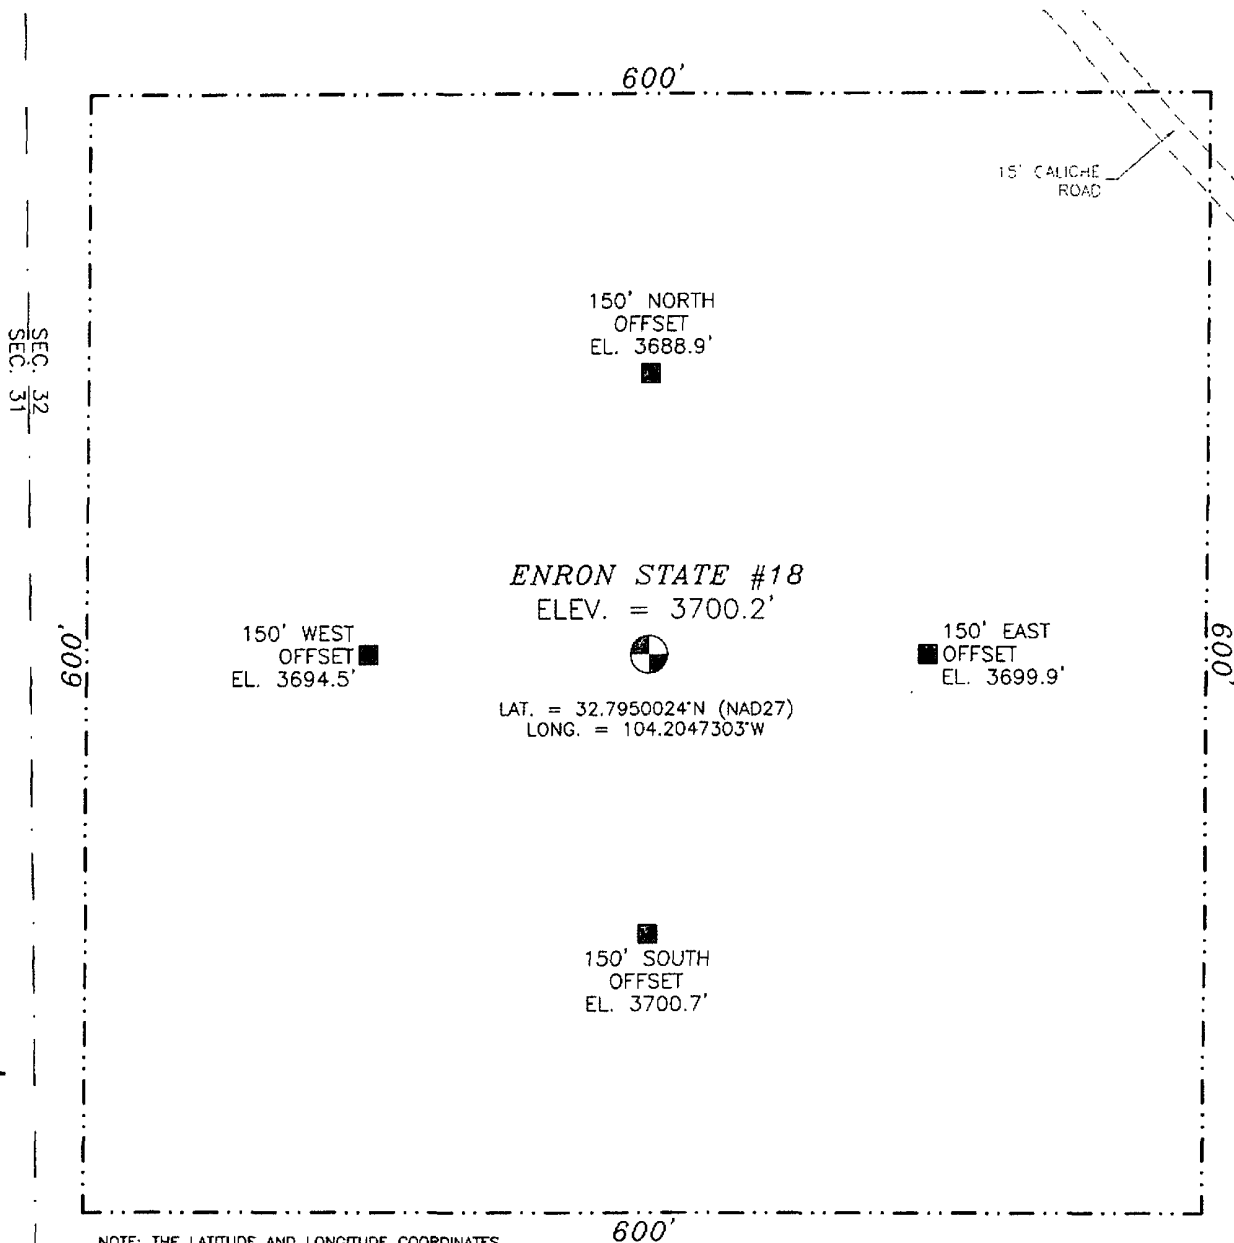 600'
15' CALICHE
ROAD
150' NORTH
OFFSET
EL. 3688.9'
SEC. 32
SEC. 31
ENRON STATE #18
ELEV. = 3700.2'
150' WEST
OFFSET
EL. 3694.5'
150' EAST
OFFSET
EL. 3699.9'
600'
600'
LAT. = 32.7950024°N (NAD27)
LONG. = 104.2047303°W
150' SOUTH
OFFSET
EL. 3700.7'
600'
NOTE: THE LATITUDE AND LONGITUDE COORDINATES